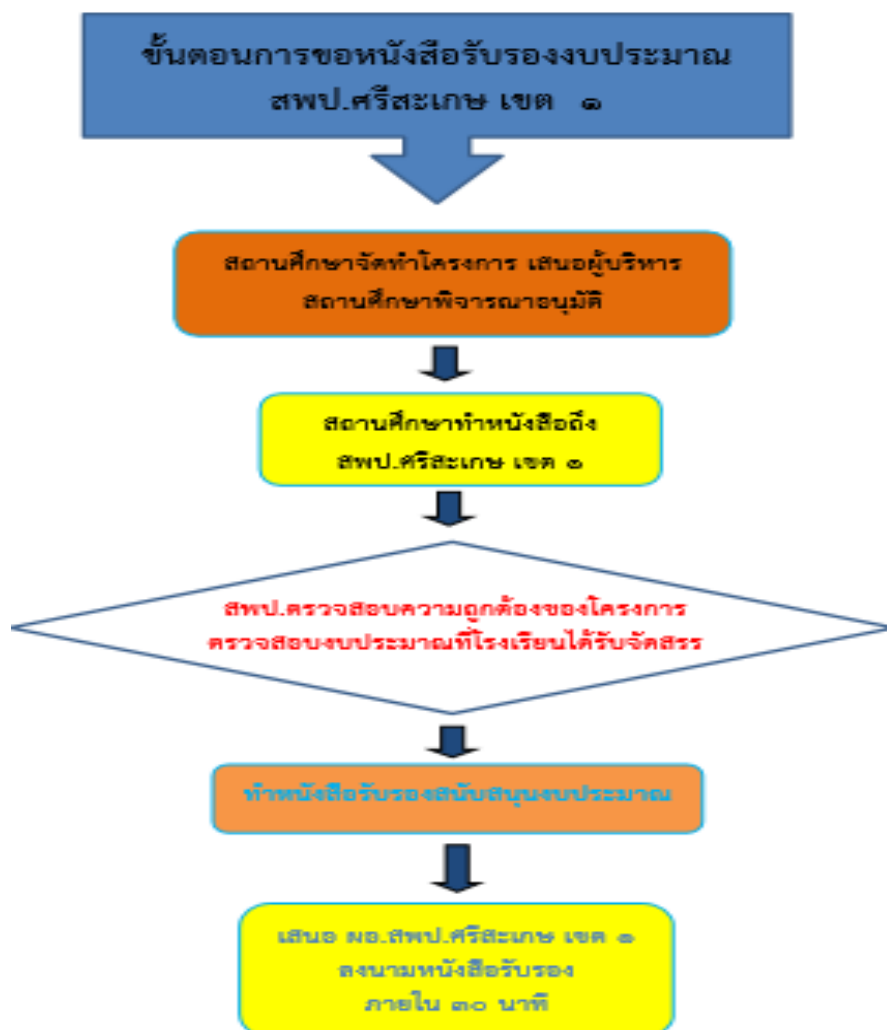 ขั้นตอนการขอหนังสือรับรองงบประมาณ
สพป.ศรีสะเกษ เขต ๑
สถานศึกษาจัดทำโครงการ เสนอผู้บริหาร
สถานศึกษาพิจารณาอนุมัติ
สถานศึกษาทำหนังสือถึง
สพป.ศรีสะเกษ เขต ๑
สพป.ตรวจสอบความถูกต้องของโครงการ
ตรวจสอบงบประมาณที่โรงเรียนได้รับจัดสรร
ทำหนังสือรับรองสนับสนุนงบประมาณ
เสนอ ผอ.สพป.ศรีสะเกษ เขต ๑
ลงนามหนังสือรับรอง
ภายใน ๓๐ นาที